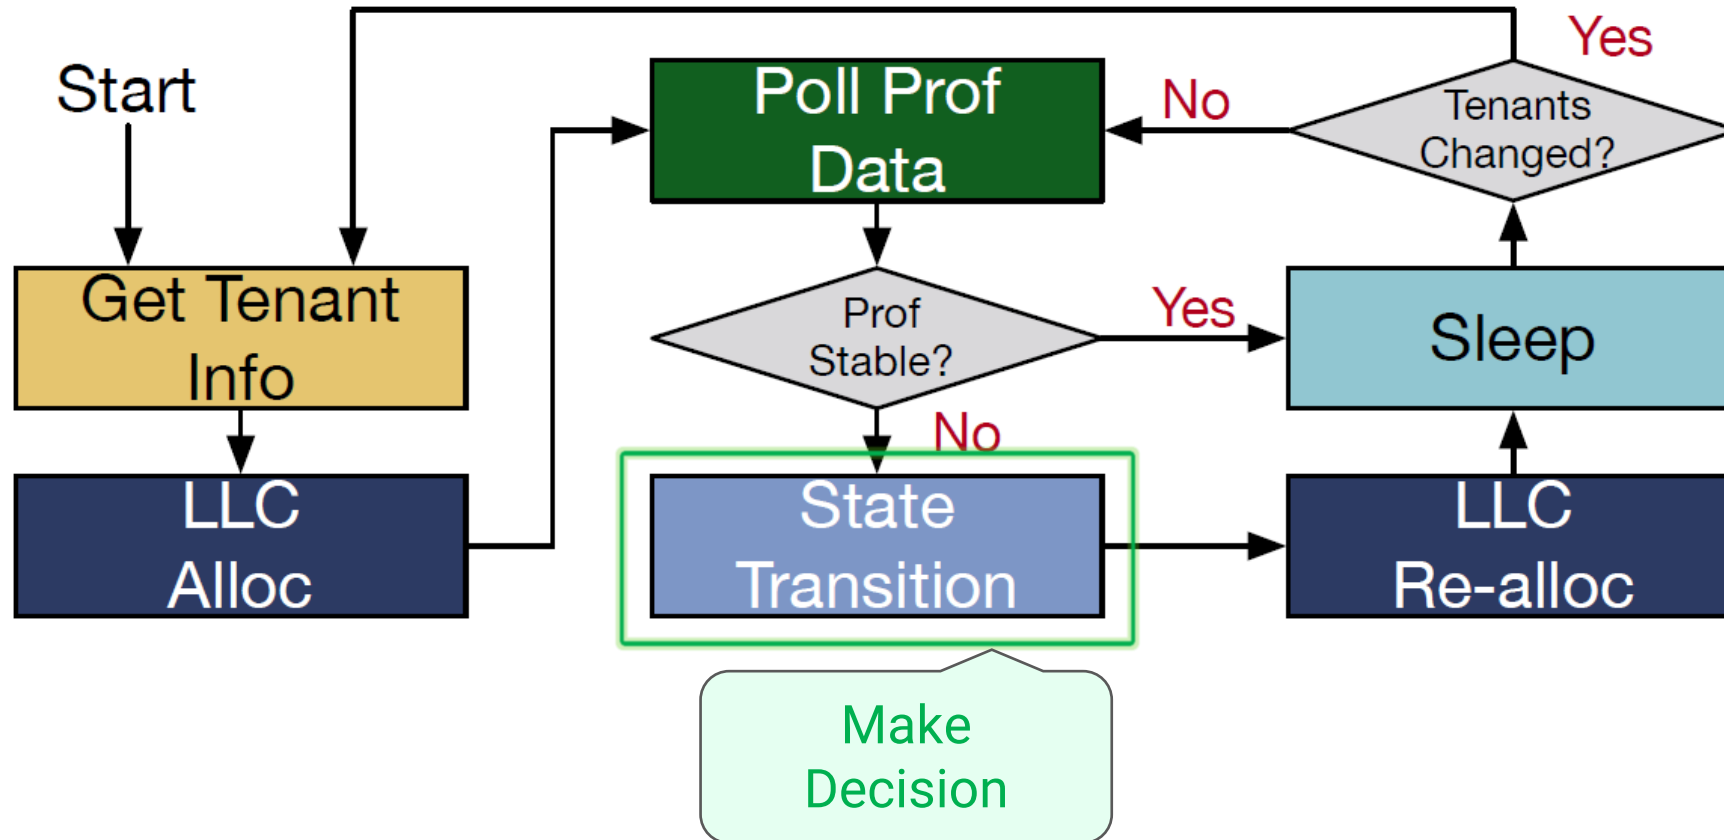 Start
Get Tenant
Info
LLC
Alloc
Poll Prof
Data
Prof
Stable?
Yes
No
State
Transition
Make
Decision
LLC
Re-alloc
Sleep
Tenants
Changed?
Yes
No